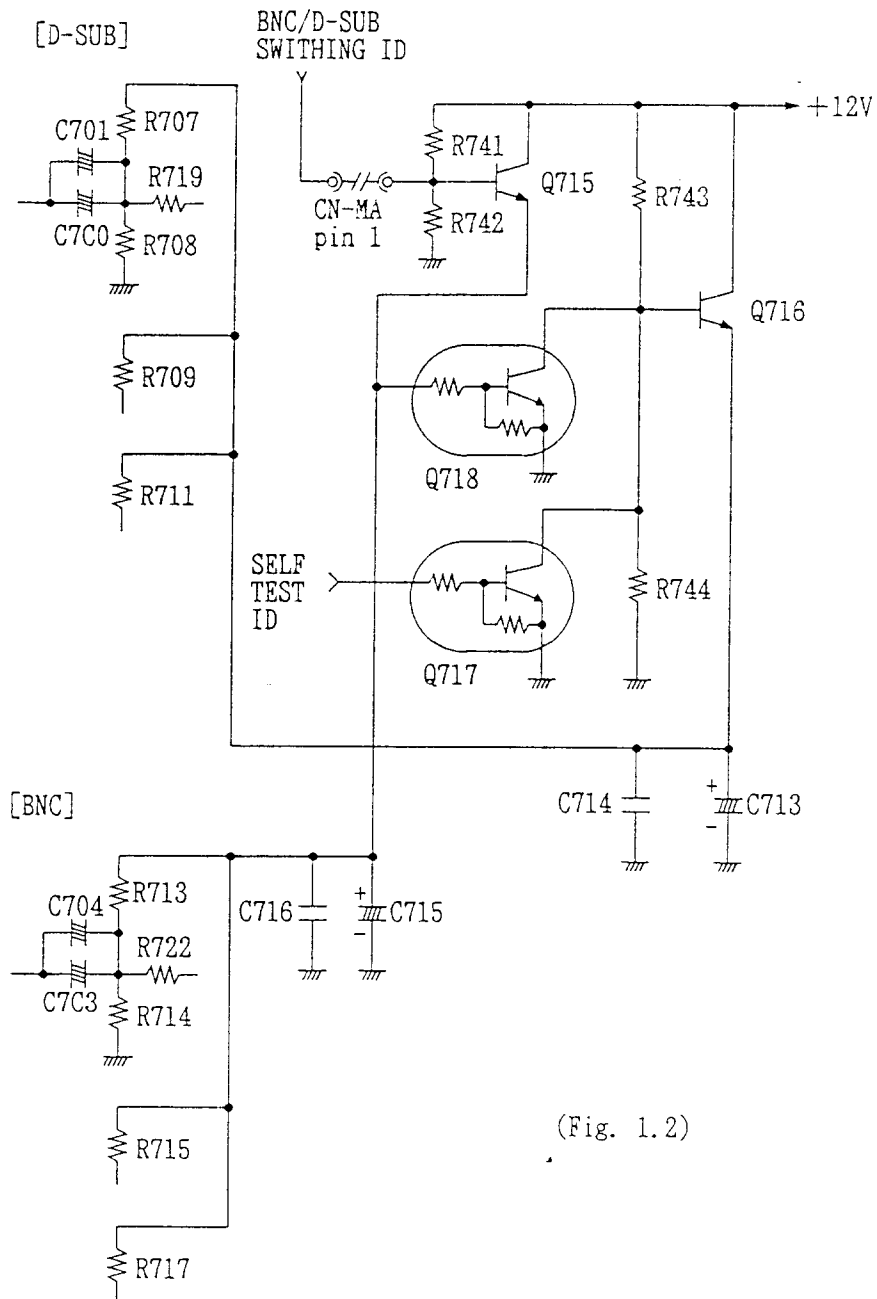 [D-SUB]
BNC/D-SUB
SWITHING ID
+12V
R707
C701
R719
C7C0
R708
R741
Q715
R743
CN-MA
pin 1
R742
Q716
R709
Q718
R711
SELF
TEST
ID
R744
Q717
[BNC]
C714
+
-
C713
R713
C704
R722
C7C3
R714
C716
+
-
C715
R715
(Fig. 1.2)
R717